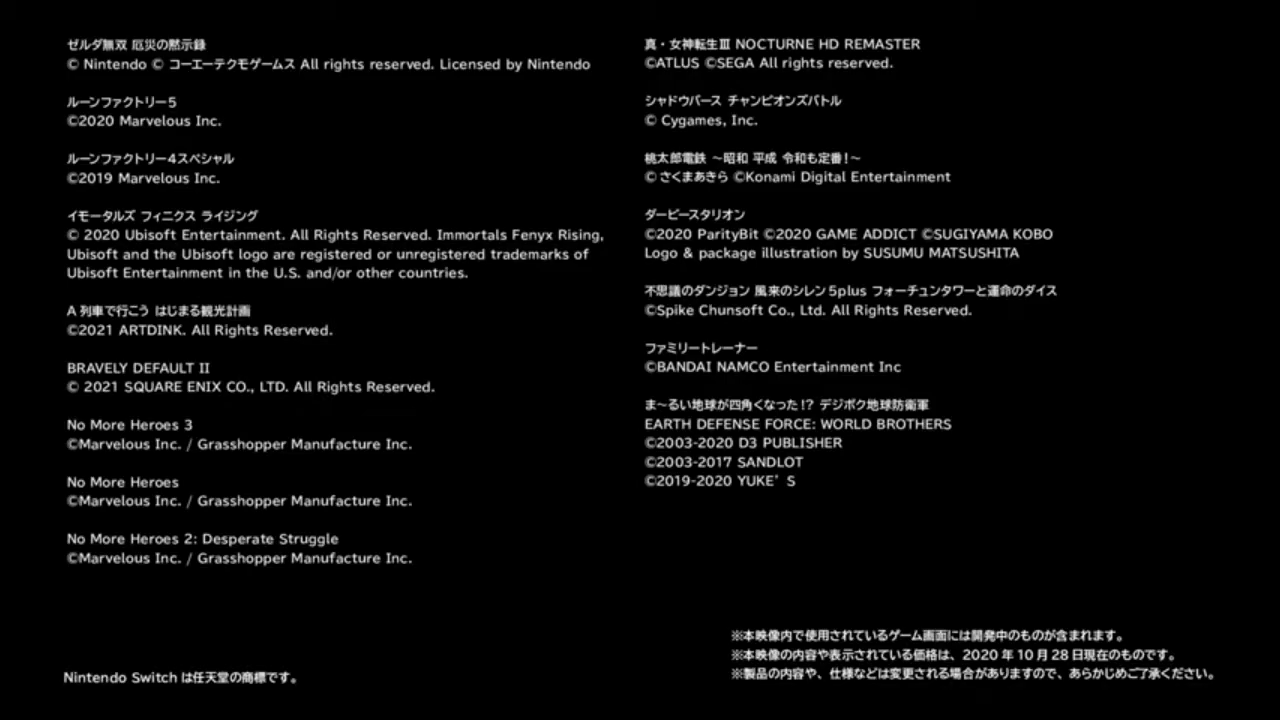 ゼルダ無双 厄災の黙示録
© Nintendo © コーエーテクモゲームス All rights reserved. Licensed by Nintendo
ルーンファクトリー5
©2020 Marvelous Inc.
ルーンファクトリー4スペシャル
©2019 Marvelous Inc.
イモータルズ フィニクス ライジング
© 2020 Ubisoft Entertainment. All Rights Reserved. Immortals Fenyx Rising,
Ubisoft and the Ubisoft logo are registered or unregistered trademarks of
Ubisoft Entertainment in the U.S. and/or other countries.
A列車で行こう はじまる観光計画
©2021 ARTDINK. All Rights Reserved.
BRAVELY DEFAULT II
© 2021 SQUARE ENIX CO., LTD. All Rights Reserved.
No More Heroes 3
©Marvelous Inc. / Grasshopper Manufacture Inc.
No More Heroes
©Marvelous Inc. / Grasshopper Manufacture Inc.
No More Heroes 2: Desperate Struggle
©Marvelous Inc. / Grasshopper Manufacture Inc.
真・女神転生Ⅲ NOCTURNE HD REMASTER
©ATLUS ©SEGA All rights reserved.
シャドウバース チャンピオンズバトル
© Cygames, Inc.
桃太郎電鉄 ～昭和 平成 令和も定番！～
© さくまあきら ©Konami Digital Entertainment
ダービースタリオン
©2020 ParityBit ©2020 GAME ADDICT ©SUGIYAMA KOBO
Logo & package illustration by SUSUMU MATSUSHITA
不思議のダンジョン 風来のシレン5plus フォーチュンタワーと運命のダイス
©Spike Chunsoft Co., Ltd. All Rights Reserved.
ファミリートレーナー
©BANDAI NAMCO Entertainment Inc
ま～るい地球が四角くなった!? デジボク地球防衛軍
EARTH DEFENSE FORCE: WORLD BROTHERS
©2003-2020 D3 PUBLISHER
©2003-2017 SANDLOT
©2019-2020 YUKE'S
※本映像内で使用されているゲーム画面には開発中のものが含まれます。
※本映像の内容や表示されている価格は、2020年10月28日現在のものです。
※製品の内容や、仕様などは変更される場合がありますので、あらかじめご了承ください。
Nintendo Switchは任天堂の商標です。